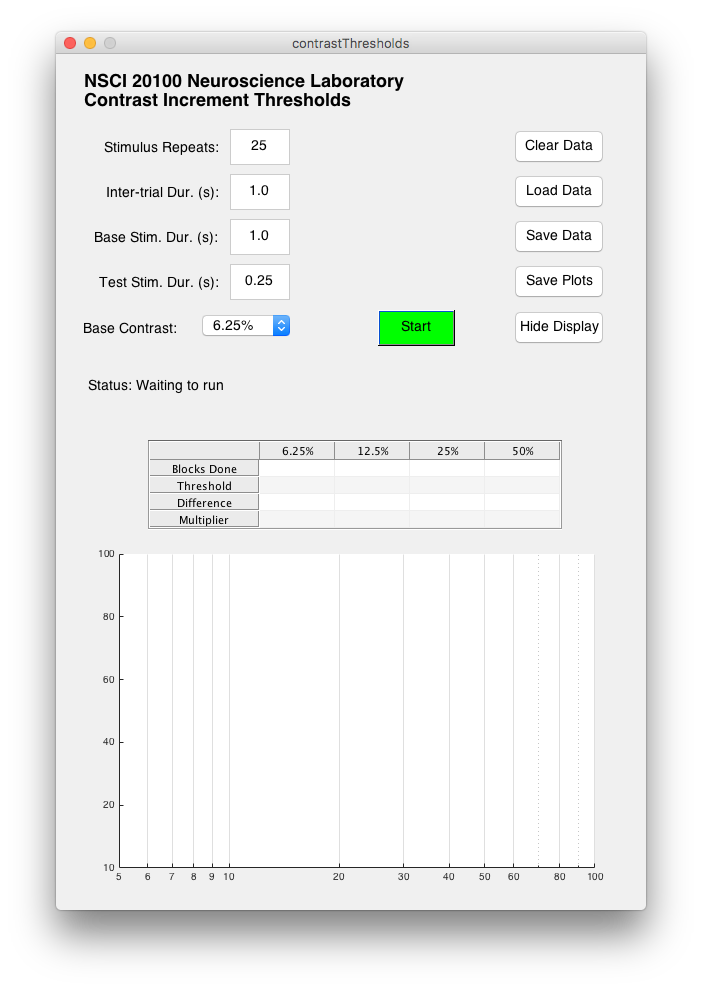 contrastThresholds
NSCI 20100 Neuroscience Laboratory
Contrast Increment Thresholds
Stimulus Repeats: 25 Clear Data
Inter-trial Dur. (s): 1.0 Load Data
Base Stim. Dur. (s): 1.0 Save Data
Test Stim. Dur. (s): 0.25 Save Plots
Base Contrast: 6.25% Start Hide Display
Status: Waiting to run
6.25% 12.5% 25% 50%
Blocks Done
Threshold
Difference
Multiplier
100
80
60
40
20
10
5 6 7 8 9 10 20 30 40 50 60 80 100